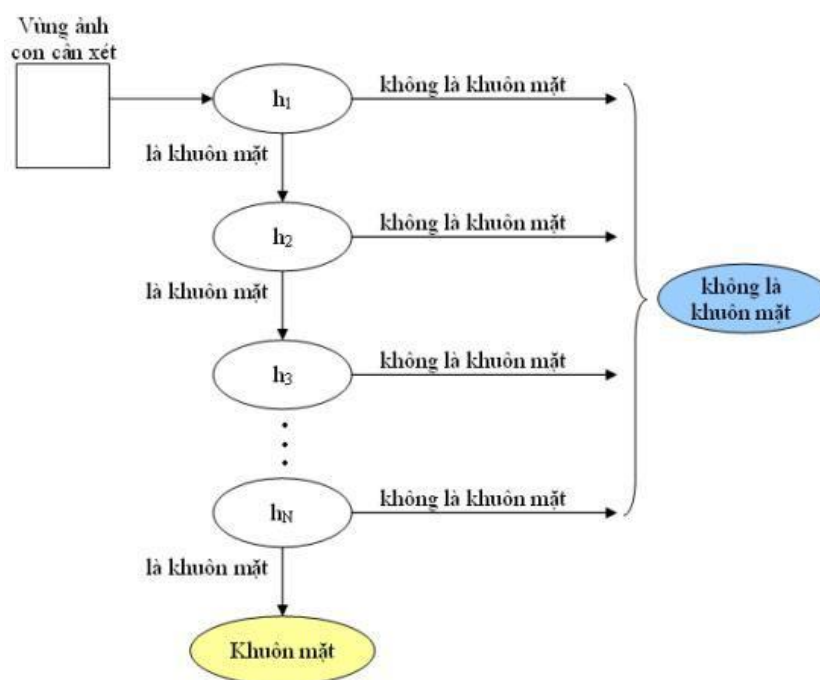 Vùng ảnh
con cần xét
h1
không là khuôn mặt
là khuôn mặt
h2
không là khuôn mặt
là khuôn mặt
không là
khuôn mặt
h3
không là khuôn mặt
hN
không là khuôn mặt
là khuôn mặt
Khuôn mặt